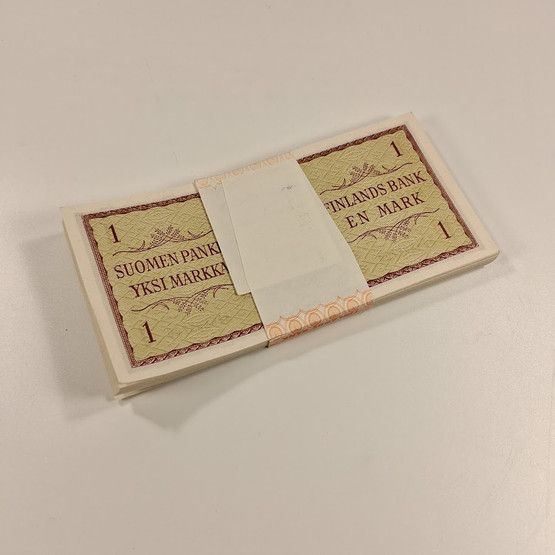 1
SUOMEN PANKK
YKSI MARKKA
1
1
FINLANDS BANK
EN MARK
1